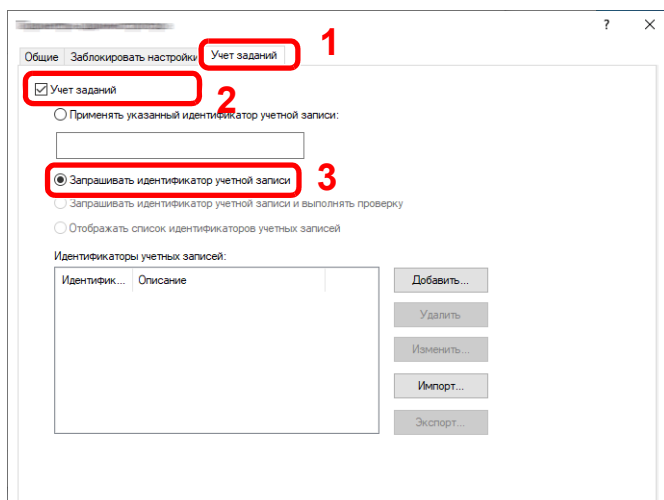 ?
1
Общие Заблокировать настройки Учет заданий
Учет заданий
2
Применять указанный идентификатор учетной записи:
Запрашивать идентификатор учетной записи
3
Запрашивать идентификатор учетной записи и выполнять проверку
Отображать список идентификаторов учетных записей
Идентификаторы учетных записей:
Идентифик... Описание
Добавить...
Удалить
Изменить...
Импорт...
Экспорт...